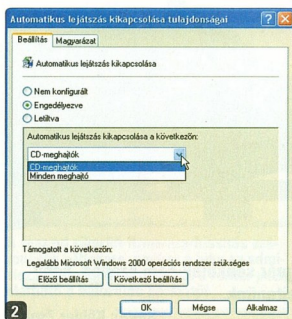 Automatikus lejátszás kikapcsolása tulajdonságai
Beállítás Magyarázat
Automatikus lejátszás kikapcsolása
Nem konfigurált
Engedélyezve
Letiltva
Automatikus lejátszás kikapcsolása a következőn:
CD-meghajtók
CD-meghajtók
Minden meghajtó
Támogatott a következőn:
Legalább Microsoft Windows 2000 operációs rendszer szükséges
Előző beállítás Következő beállítás
OK Mégse Alkalmaz
2